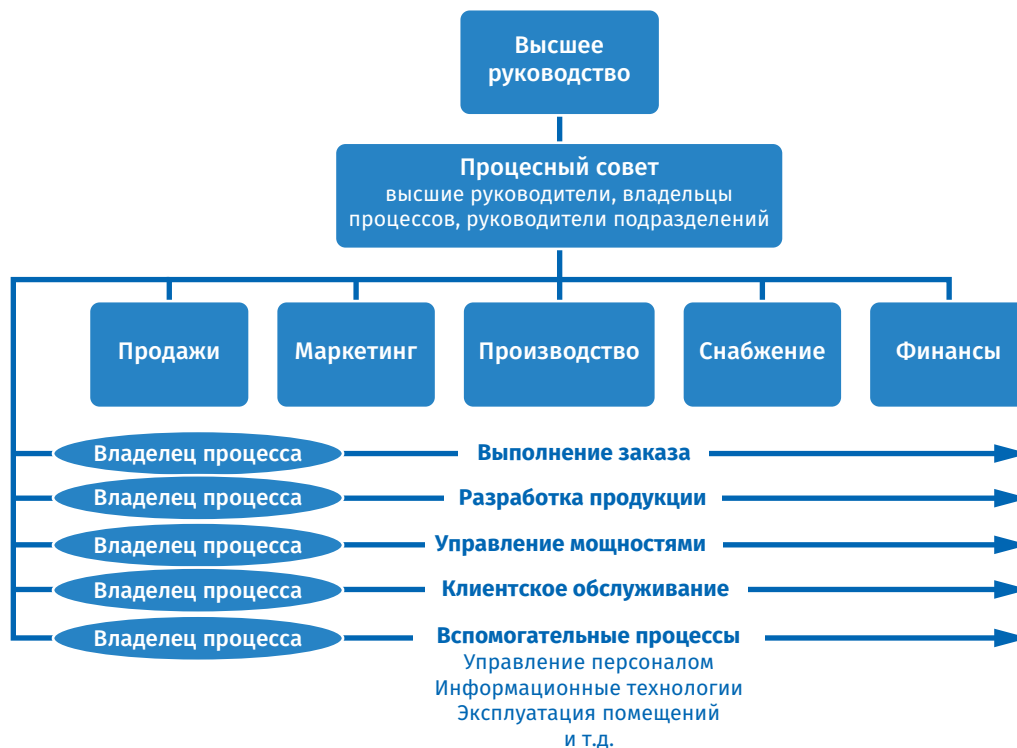 Высшее
руководство
Процесный совет
высшие руководители, владельцы
процессов, руководители подразделений
Продажи
Маркетинг
Производство
Снабжение
Финансы
Владелец процесса
Выполнение заказа
Владелец процесса
Разработка продукции
Владелец процесса
Управление мощностями
Владелец процесса
Клиентское обслуживание
Владелец процесса
Вспомогательные процессы
Управление персоналом
Информационные технологии
Эксплуатация помещений
и т.д.